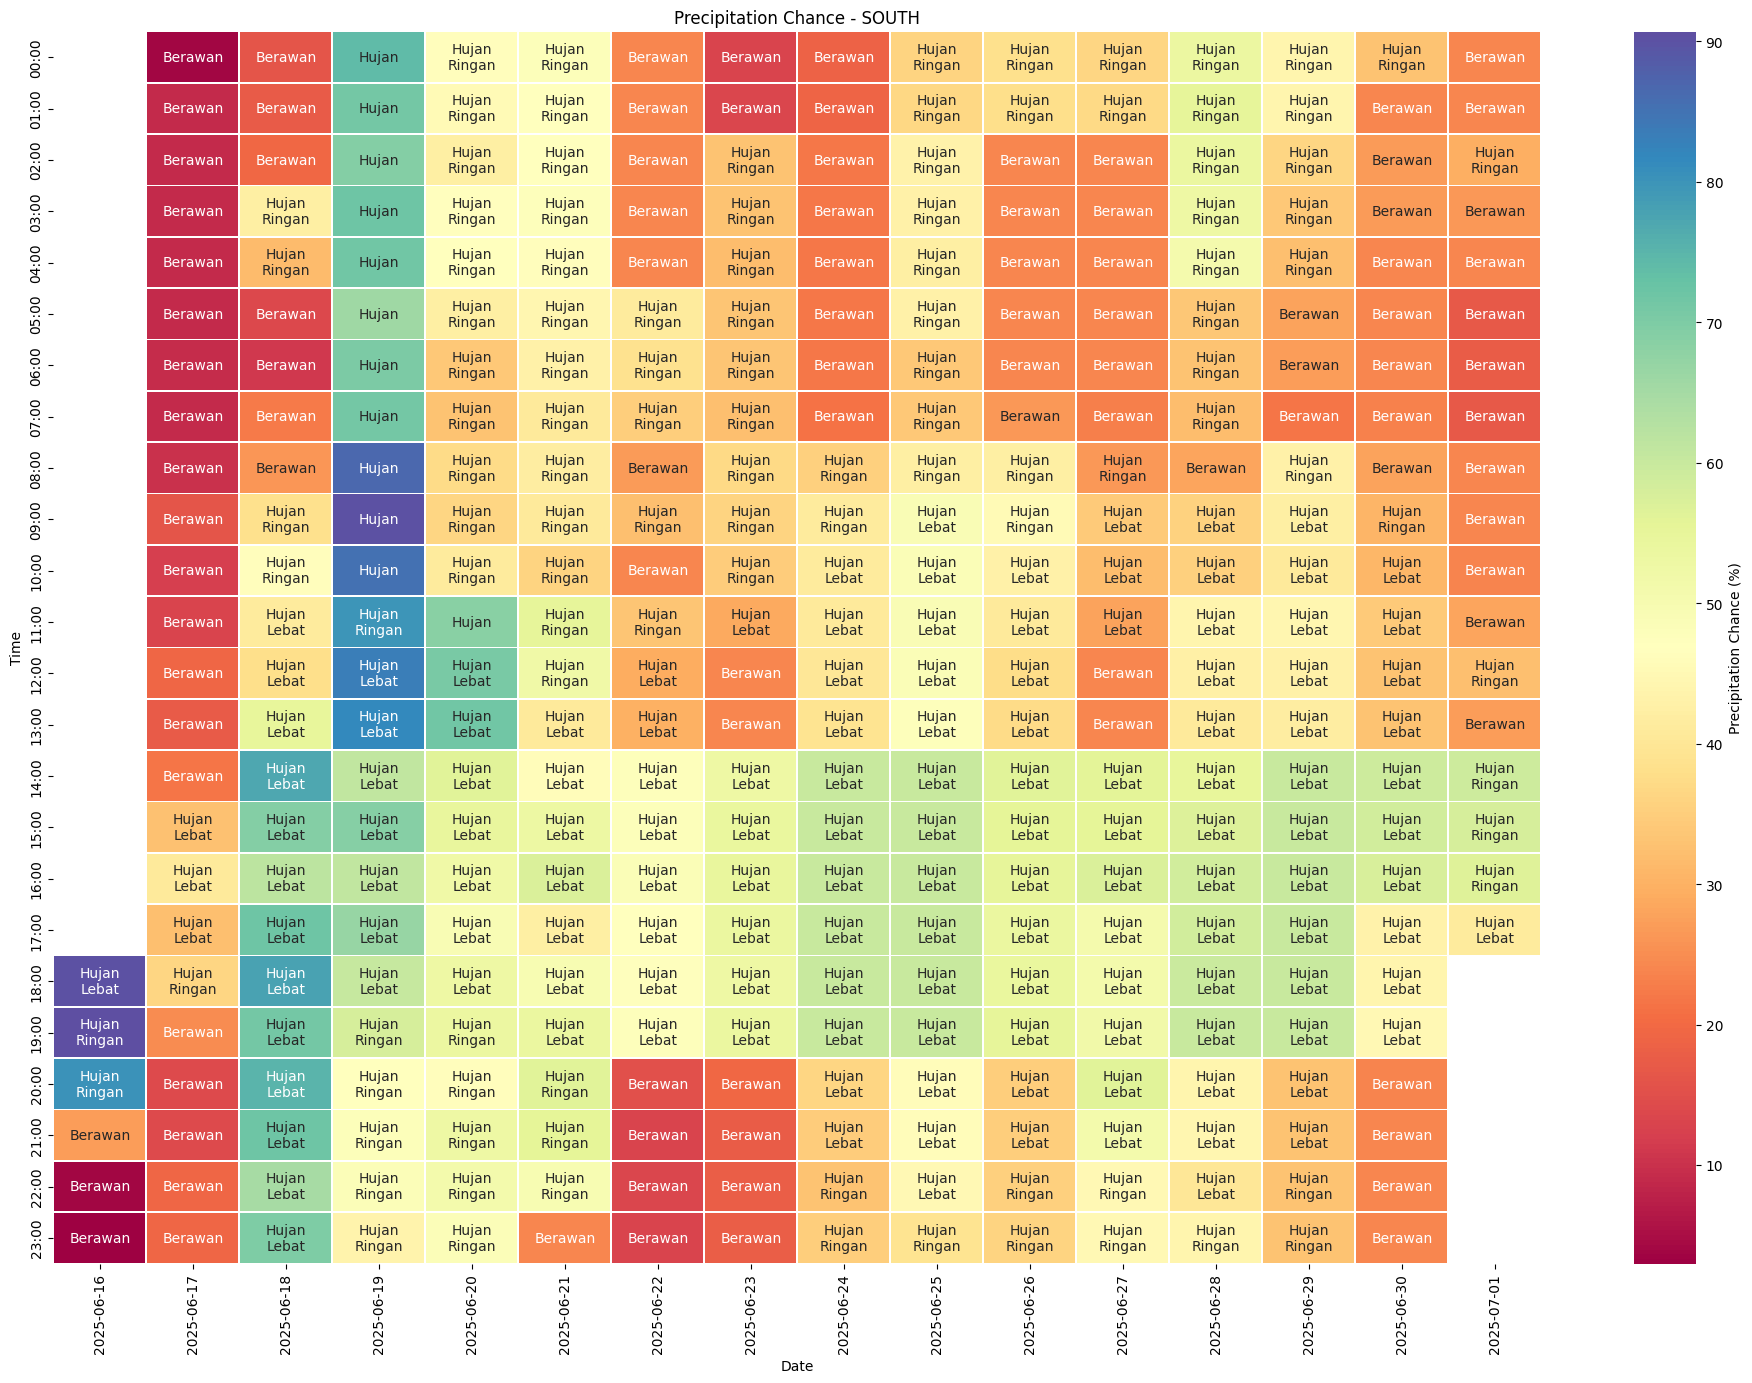 Precipitation Chance - SOUTH
00:00 Berawan Berawan Hujan Hujan Ringan Hujan Ringan Berawan Berawan Berawan Hujan Ringan Hujan Ringan Hujan Ringan Hujan Ringan Hujan Ringan Hujan Ringan Berawan
01:00 Berawan Berawan Hujan Hujan Ringan Hujan Ringan Berawan Berawan Berawan Hujan Ringan Hujan Ringan Hujan Ringan Hujan Ringan Hujan Ringan Berawan Berawan
02:00 Berawan Berawan Hujan Hujan Ringan Hujan Ringan Berawan Hujan Ringan Berawan Hujan Ringan Berawan Berawan Hujan Ringan Hujan Ringan Berawan Hujan Ringan
03:00 Berawan Hujan Ringan Hujan Hujan Ringan Hujan Ringan Berawan Hujan Ringan Berawan Hujan Ringan Berawan Berawan Hujan Ringan Hujan Ringan Berawan Berawan
04:00 Berawan Hujan Ringan Hujan Hujan Ringan Hujan Ringan Berawan Hujan Ringan Berawan Hujan Ringan Berawan Berawan Hujan Ringan Hujan Ringan Berawan Berawan
05:00 Berawan Berawan Hujan Hujan Ringan Hujan Ringan Hujan Ringan Hujan Ringan Berawan Hujan Ringan Berawan Berawan Hujan Ringan Berawan Berawan Berawan
06:00 Berawan Berawan Hujan Hujan Ringan Hujan Ringan Hujan Ringan Hujan Ringan Berawan Hujan Ringan Berawan Berawan Hujan Ringan Berawan Berawan Berawan
07:00 Berawan Berawan Hujan Hujan Ringan Hujan Ringan Hujan Ringan Hujan Ringan Berawan Hujan Ringan Berawan Berawan Hujan Ringan Berawan Berawan Berawan
08:00 Berawan Berawan Hujan Hujan Ringan Hujan Ringan Berawan Hujan Ringan Hujan Ringan Hujan Ringan Hujan Ringan Hujan Ringan Berawan Hujan Ringan Berawan Berawan
09:00 Berawan Hujan Ringan Hujan Hujan Ringan Hujan Ringan Hujan Ringan Hujan Ringan Hujan Ringan Hujan Lebat Hujan Ringan Hujan Lebat Hujan Lebat Hujan Lebat Hujan Ringan Berawan
10:00 Berawan Hujan Ringan Hujan Hujan Ringan Hujan Ringan Berawan Hujan Ringan Hujan Lebat Hujan Lebat Hujan Lebat Hujan Lebat Hujan Lebat Hujan Lebat Hujan Lebat Berawan
11:00 Berawan Hujan Lebat Hujan Ringan Hujan Hujan Ringan Hujan Ringan Hujan Lebat Hujan Lebat Hujan Lebat Hujan Lebat Hujan Lebat Hujan Lebat Hujan Lebat Hujan Lebat Berawan
12:00 Berawan Hujan Lebat Hujan Lebat Hujan Lebat Hujan Ringan Hujan Lebat Berawan Hujan Lebat Hujan Lebat Hujan Lebat Berawan Hujan Lebat Hujan Lebat Hujan Lebat Hujan Ringan
13:00 Berawan Hujan Lebat Hujan Lebat Hujan Lebat Hujan Lebat Hujan Lebat Berawan Hujan Lebat Hujan Lebat Hujan Lebat Berawan Hujan Lebat Hujan Lebat Hujan Lebat Berawan
14:00 Berawan Hujan Lebat Hujan Lebat Hujan Lebat Hujan Lebat Hujan Lebat Hujan Lebat Hujan Lebat Hujan Lebat Hujan Lebat Hujan Lebat Hujan Lebat Hujan Lebat Hujan Lebat Hujan Ringan
15:00 Hujan Lebat Hujan Lebat Hujan Lebat Hujan Lebat Hujan Lebat Hujan Lebat Hujan Lebat Hujan Lebat Hujan Lebat Hujan Lebat Hujan Lebat Hujan Lebat Hujan Lebat Hujan Lebat Hujan Ringan
16:00 Hujan Lebat Hujan Lebat Hujan Lebat Hujan Lebat Hujan Lebat Hujan Lebat Hujan Lebat Hujan Lebat Hujan Lebat Hujan Lebat Hujan Lebat Hujan Lebat Hujan Lebat Hujan Lebat Hujan Ringan
17:00 Hujan Lebat Hujan Lebat Hujan Lebat Hujan Lebat Hujan Lebat Hujan Lebat Hujan Lebat Hujan Lebat Hujan Lebat Hujan Lebat Hujan Lebat Hujan Lebat Hujan Lebat Hujan Lebat Hujan Lebat
18:00 Hujan Lebat Hujan Ringan Hujan Lebat Hujan Lebat Hujan Lebat Hujan Lebat Hujan Lebat Hujan Lebat Hujan Lebat Hujan Lebat Hujan Lebat Hujan Lebat Hujan Lebat Hujan Lebat Hujan Lebat
19:00 Hujan Ringan Berawan Hujan Lebat Hujan Ringan Hujan Ringan Hujan Lebat Hujan Lebat Hujan Lebat Hujan Lebat Hujan Lebat Hujan Lebat Hujan Lebat Hujan Lebat Hujan Lebat Hujan Lebat
20:00 Hujan Ringan Berawan Hujan Lebat Hujan Ringan Hujan Ringan Hujan Ringan Berawan Berawan Hujan Lebat Hujan Lebat Hujan Lebat Hujan Lebat Hujan Lebat Hujan Lebat Berawan
21:00 Berawan Berawan Hujan Lebat Hujan Ringan Hujan Ringan Hujan Ringan Berawan Berawan Hujan Lebat Hujan Lebat Hujan Lebat Hujan Lebat Hujan Lebat Hujan Lebat Berawan
22:00 Berawan Berawan Hujan Lebat Hujan Ringan Hujan Ringan Hujan Ringan Berawan Berawan Hujan Ringan Hujan Lebat Hujan Ringan Hujan Ringan Hujan Lebat Hujan Ringan Berawan
23:00 Berawan Berawan Hujan Lebat Hujan Ringan Hujan Ringan Berawan Berawan Berawan Hujan Ringan Hujan Ringan Hujan Ringan Hujan Ringan Hujan Ringan Hujan Ringan Berawan
2025-06-16 2025-06-17 2025-06-18 2025-06-19 2025-06-20 2025-06-21 2025-06-22 2025-06-23 2025-06-24 2025-06-25 2025-06-26 2025-06-27 2025-06-28 2025-06-29 2025-06-30 2025-07-01
Date
Time
90
80
70
60
50
40
30
20
10
Precipitation Chance (%)